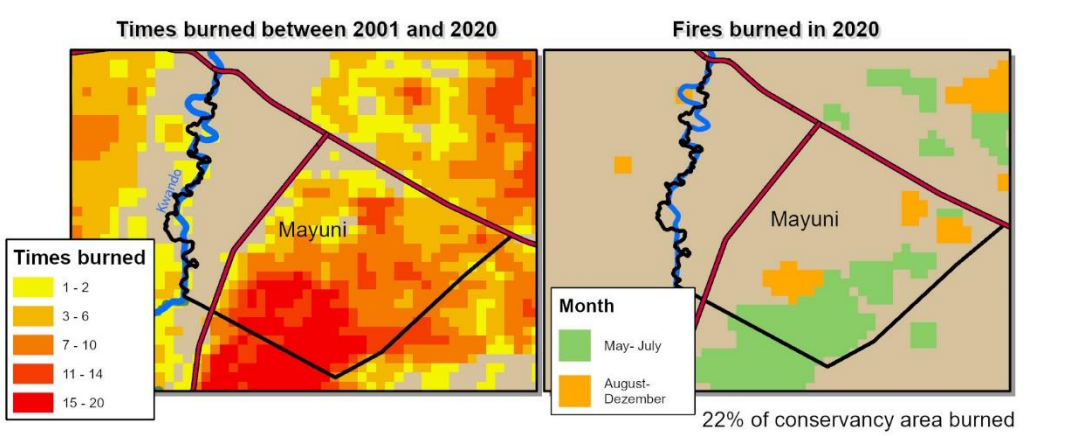 Times burned between 2001 and 2020
Fires burned in 2020
Kwando
Mayuni
Times burned
1 - 2
3 - 6
7 - 10
11 - 14
15 - 20
Mayuni
Month
May- July
August-
Dezember
22% of conservancy area burned